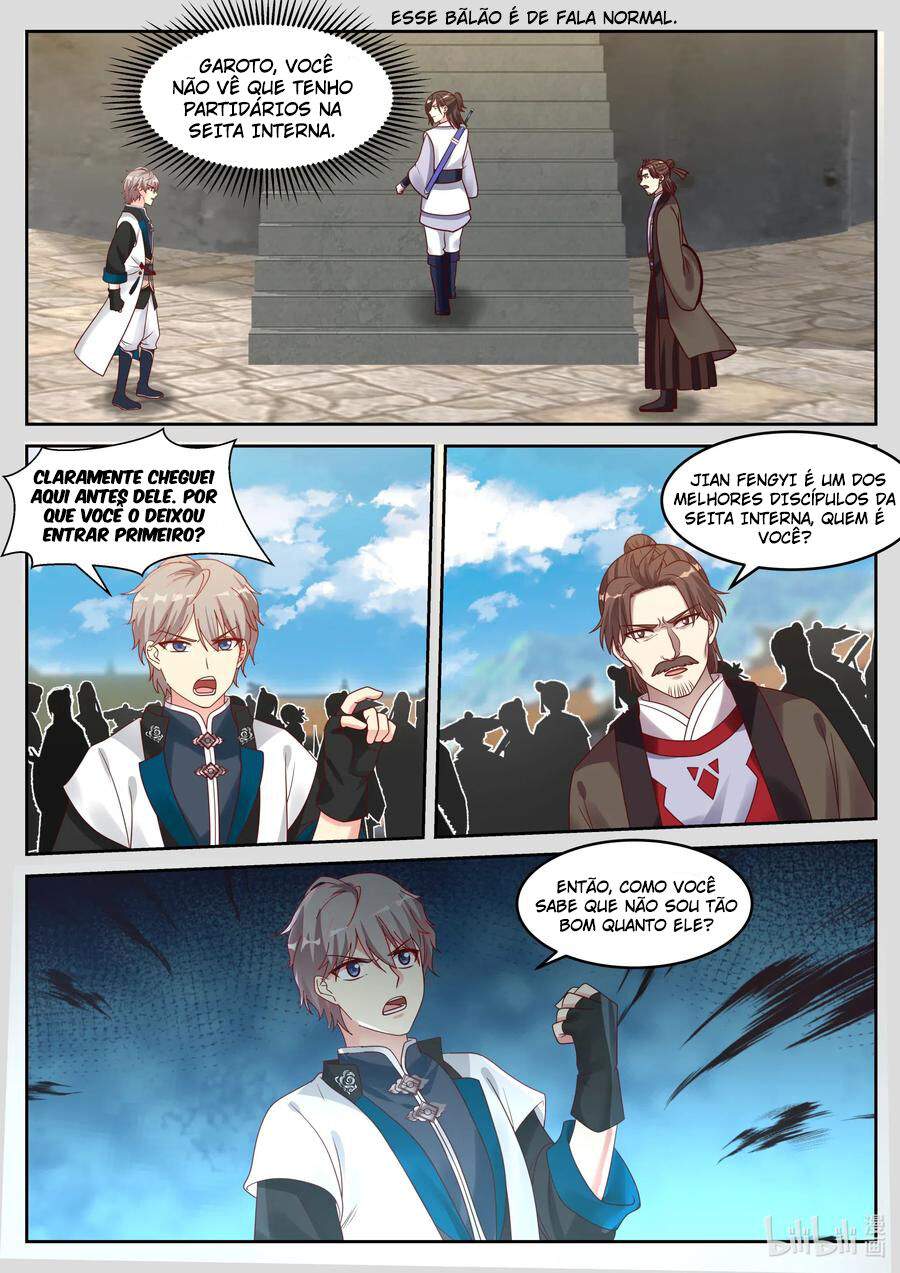 ESSE BÃLÃO É DE FALA NORMAL.
GAROTO, VOCÊ
NÃO VÊ QUE TENHO
PARTIDÁRIOS NA
SEITA INTERNA.
CLARAMENTE CHEGUEI
AQUI ANTES DELE. POR
QUE VOCÊ O DEIXOU
ENTRAR PRIMEIRO?
JIAN FENGYI É UM DOS
MELHORES DISCÍPULOS DA
SEITA INTERNA, QUEM É
VOCÊ?
ENTÃO, COMO VOCÊ
SABE QUE NÃO SOU TÃO
BOM QUANTO ELE?
bilibili 漫画